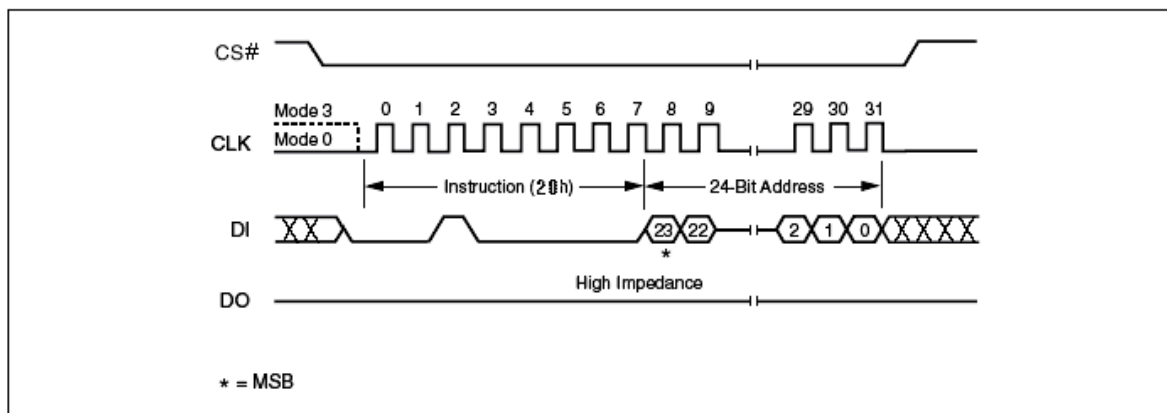 CS#
Mode 3
0 1 2 3 4 5 6 7 8 9 29 30 31
CLK
Mode 0
Instruction (20h)
24-Bit Address
DI
23 22 2 1 0
*
High Impedance
DO
* = MSB